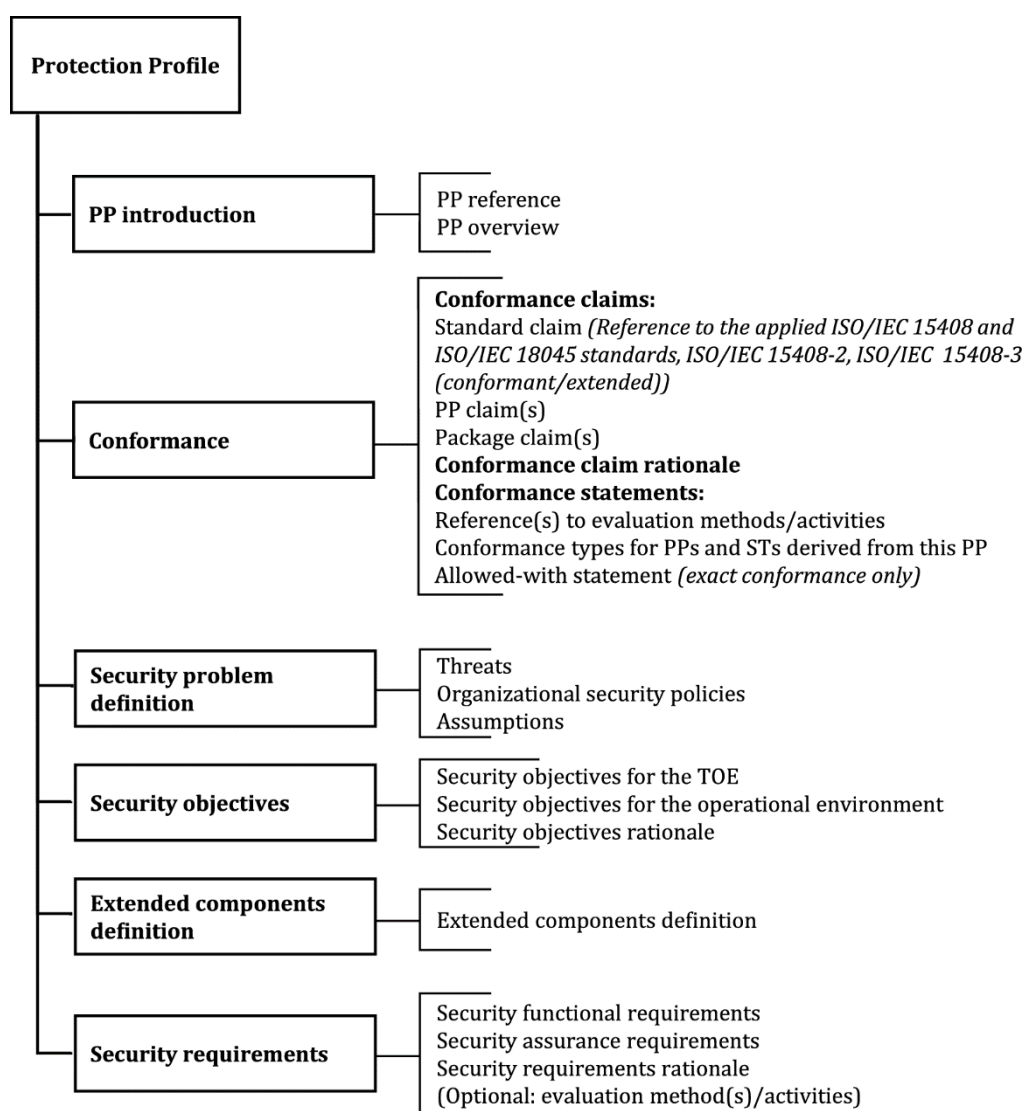 Protection Profile
PP introduction
PP reference
PP overview
Conformance
Conformance claims:
Standard claim (Reference to the applied ISO/IEC 15408 and
ISO/IEC 18045 standards, ISO/IEC 15408-2, ISO/IEC 15408-3
(conformant/extended))
PP claim(s)
Package claim(s)
Conformance claim rationale
Conformance statements:
Reference(s) to evaluation methods/activities
Conformance types for PPs and STs derived from this PP
Allowed-with statement (exact conformance only)
Security problem
definition
Threats
Organizational security policies
Assumptions
Security objectives
Security objectives for the TOE
Security objectives for the operational environment
Security objectives rationale
Extended components
definition
Extended components definition
Security requirements
Security functional requirements
Security assurance requirements
Security requirements rationale
(Optional: evaluation method(s)/activities)